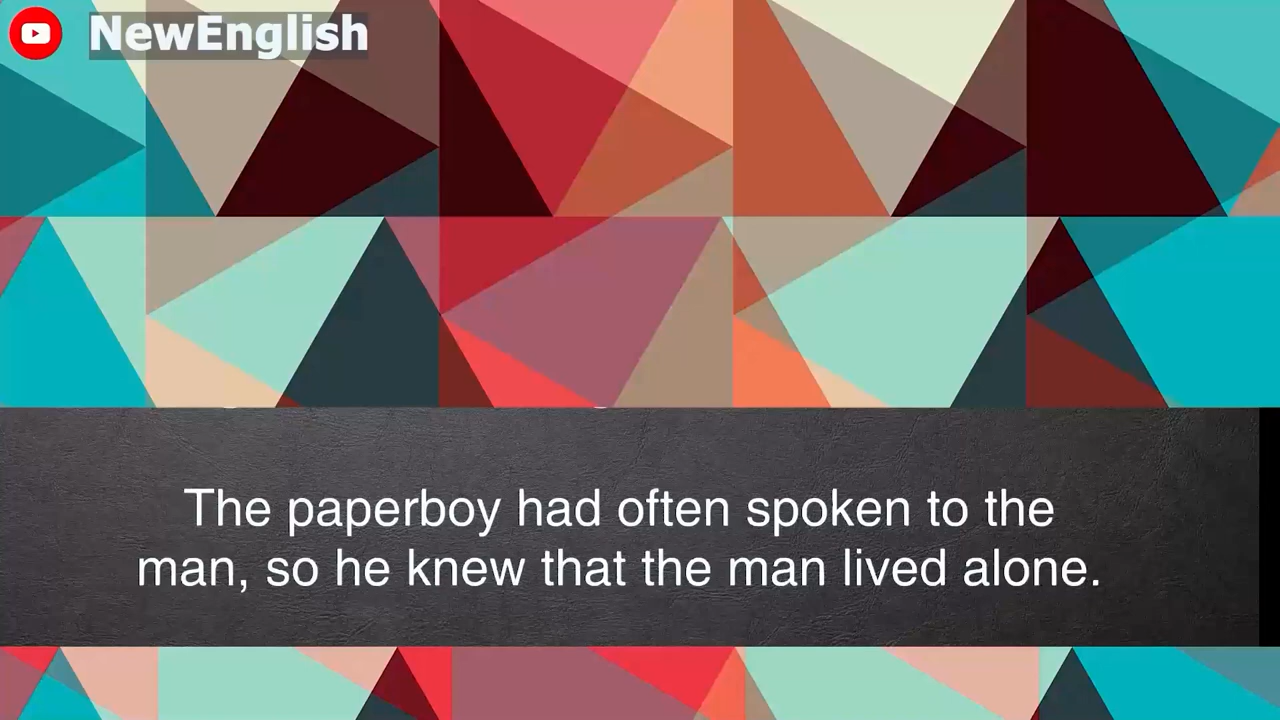 NewEnglish
The paperboy had often spoken to the
man, so he knew that the man lived alone.